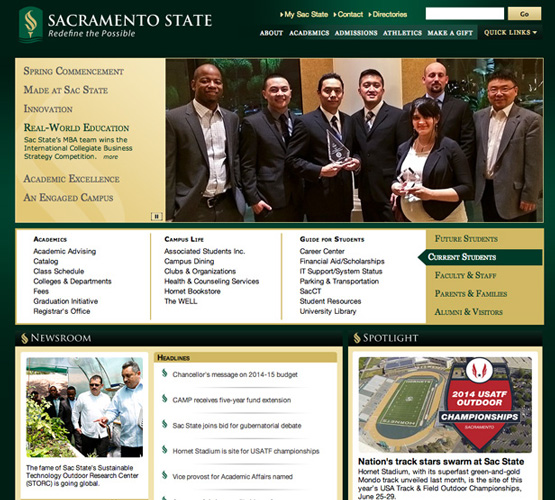 SACRAMENTO STATE
Redefine the Possible
My Sac State
Contact
Directories
Go
ABOUT ACADEMICS ADMISSIONS ATHLETICS MAKE A GIFT QUICK LINKS
Spring Commencement
Made at Sac State
Innovation
Real-World Education
Sac State's MBA team wins the
International Collegiate Business
Strategy Competition. more
Academic Excellence
An Engaged Campus
Academics
Academic Advising
Catalog
Class Schedule
Colleges & Departments
Fees
Graduation Initiative
Registrar's Office
Campus Life
Associated Students Inc.
Campus Dining
Clubs & Organizations
Health & Counseling Services
Hornet Bookstore
The WELL
Guide for Students
Career Center
Financial Aid/Scholarships
IT Support/System Status
Parking & Transportation
SacCT
Student Resources
University Library
Future Students
Current Students
Faculty & Staff
Parents & Families
Alumni & Visitors
Newsroom
The fame of Sac State's Sustainable
Technology Outdoor Research Center
(STORC) is going global.
Headlines
Chancellor's message on 2014-15 budget
CAMP receives five-year fund extension
Sac State joins bid for gubernatorial debate
Hornet Stadium is site for USATF championships
Vice provost for Academic Affairs named
Spotlight
2014 USATF
OUTDOOR
CHAMPIONSHIPS
SACRAMENTO
HORNETS
Nation's track stars swarm at Sac State
Hornet Stadium, with its superfast green-and-gold
Mondo track unveiled last month, is the site of this
year's USA Track & Field Outdoor Championships,
June 25-29.